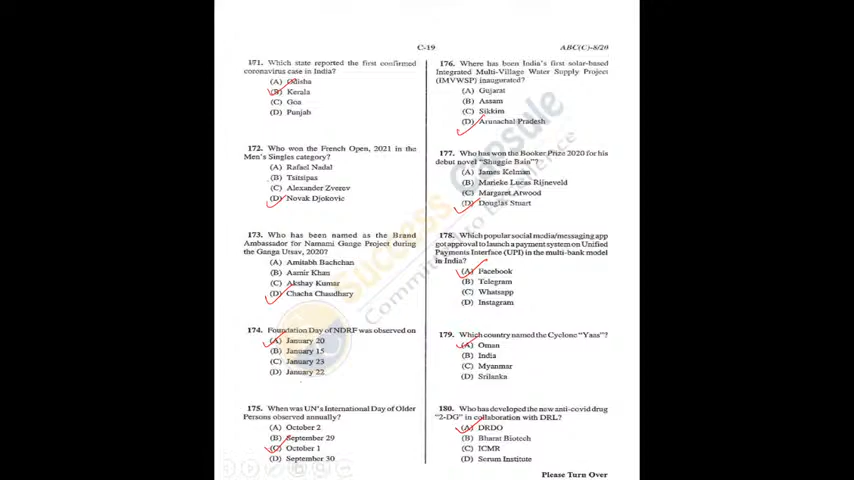 C-19
ABC(C)-8/20
171. Which state reported the first confirmed
coronavirus case in India?
(A) Odisha
(B) Kerala
(C) Goa
(D) Punjab
172. Who won the French Open, 2021 in the
Men's Singles category?
(A) Rafael Nadal
(B) Tsitsipas
(C) Alexander Zverev
(D) Novak Djokovic
173. Who has been named as the Brand
Ambassador for Namami Gange Project during
the Ganga Utsav, 2020?
(A) Amitabh Bachchan
(B) Aamir Khan
(C) Akshay Kumar
(D) Chacha Chaudhary
174. Foundation Day of NDRF was observed on
(A) January 20
(B) January 15
(C) January 23
(D) January 22
175. When was UN's International Day of Older
Persons observed annually?
(A) October 2
(B) September 29
(C) October 1
(D) September 30
176. Where has been India's first solar-based
Integrated Multi-Village Water Supply Project
(IMVWSP) inaugurated?
(A) Gujarat
(B) Assam
(C) Sikkim
(D) Arunachal Pradesh
177. Who has won the Booker Prize 2020 for his
debut novel "Shuggie Bain"?
(A) James Kelman
(B) Marieke Lucas Rijneveld
(C) Margaret Atwood
(D) Douglas Stuart
178. Which popular social media/messaging app
got approval to launch a payment system on Unified
Payments Interface (UPI) in the multi-bank model
in India?
(A) Facebook
(B) Telegram
(C) Whatsapp
(D) Instagram
179. Which country named the Cyclone "Yaas"?
(A) Oman
(B) India
(C) Myanmar
(D) Srilanka
180. Who has developed the new anti-covid drug
"2-DG" in collaboration with DRL?
(A) DRDO
(B) Bharat Biotech
(C) ICMR
(D) Serum Institute
Please Turn Over
Success Capsule
Commitment to Excellence